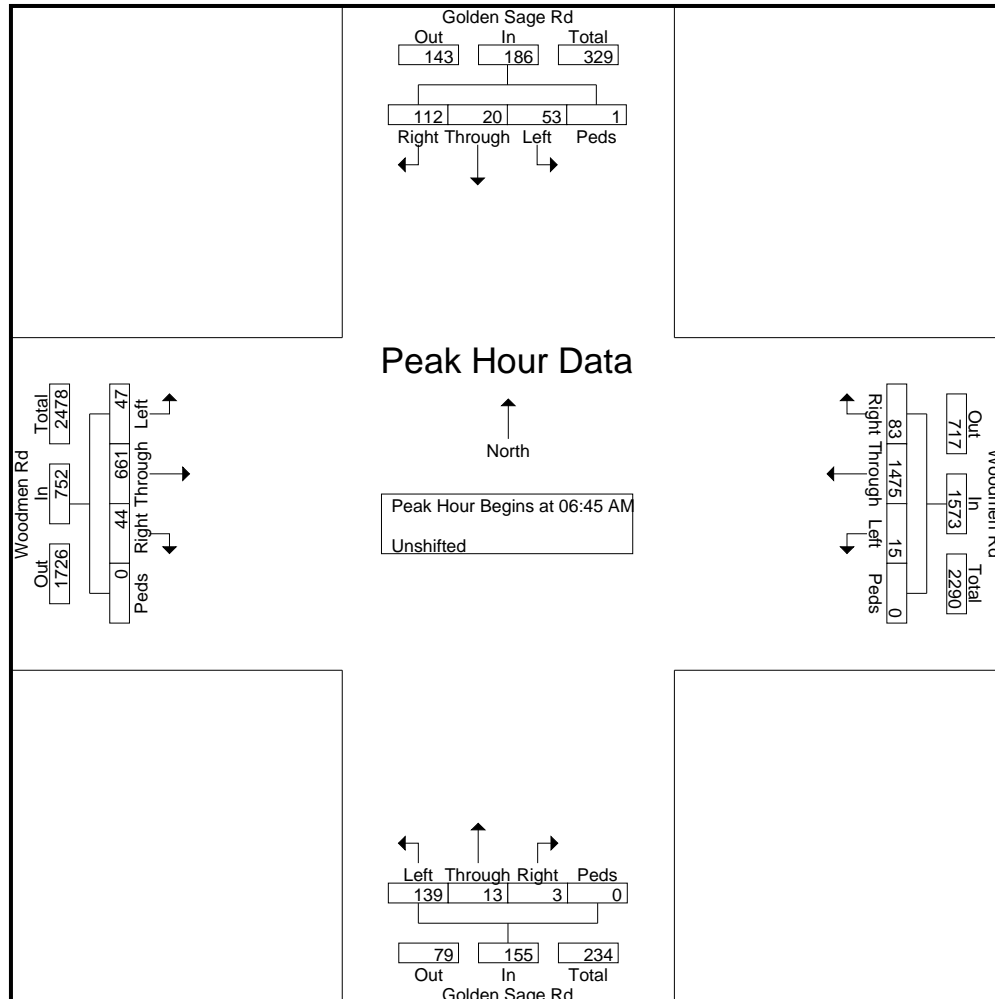 Golden Sage Rd
Out In Total
143 186 329
112 20 53 1
Right Through Left Peds
Peak Hour Data
North
Peak Hour Begins at 06:45 AM
Unshifted
Woodmen Rd
Out In Total
1726 752 2478
0 44 661 47
Peds Right Through Left
Woodmen Rd
Out In Total
717 1573 2290
83 1475 15 0
Right Through Left Peds
Left Through Right Peds
139 13 3 0
79 155 234
Out In Total
Golden Sage Rd